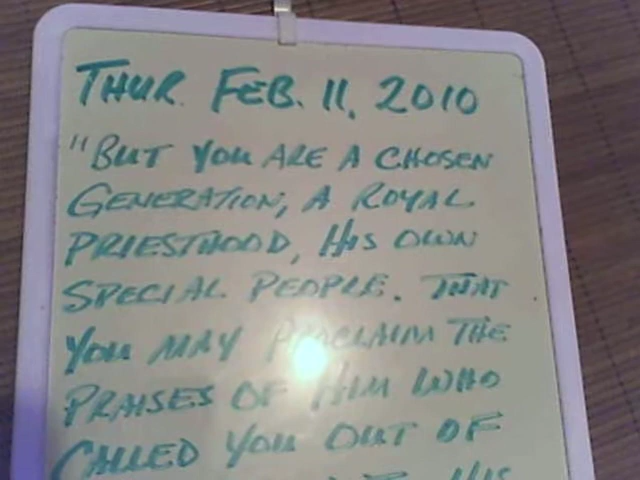 THUR. FEB. 11, 2010
"BUT YOU ARE A CHOSEN
GENERATION, A ROYAL
PRIESTHOOD, HIS OWN
SPECIAL PEOPLE. THAT
YOU MAY PROCLAIM THE
PRAISES OF HIM WHO
CALLED YOU OUT OF
HIS